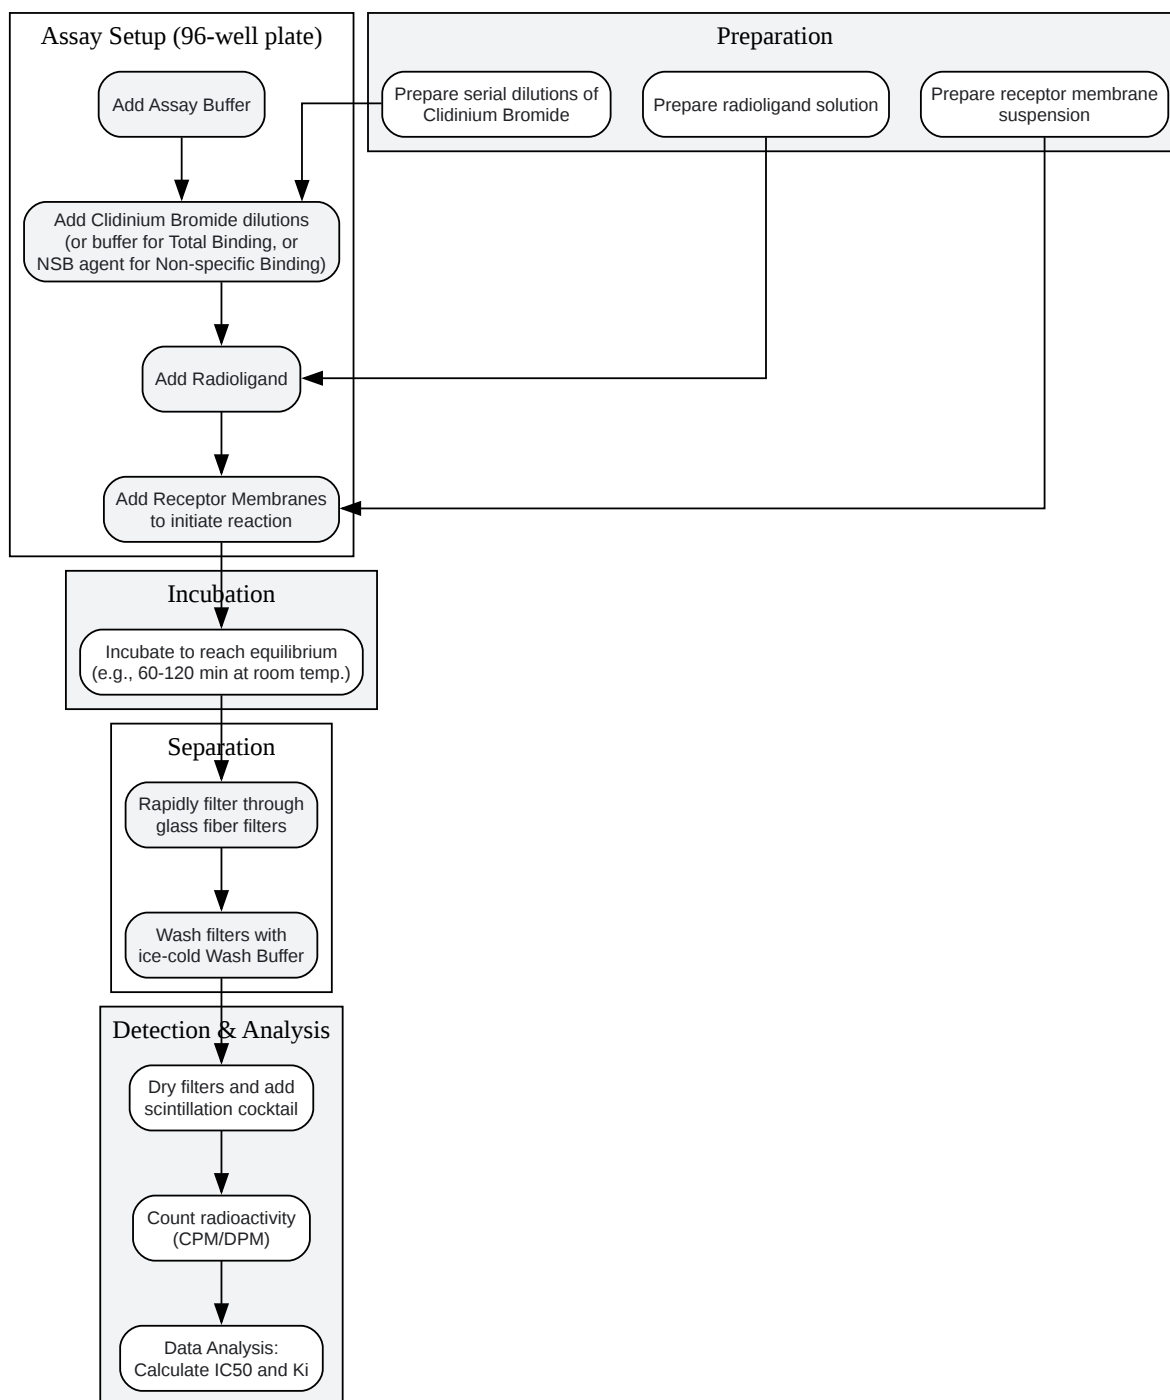 Assay Setup (96-well plate)
Preparation
Add Assay Buffer
Prepare serial dilutions of
Clidinium Bromide
Prepare radioligand solution
Prepare receptor membrane
suspension
Add Clidinium Bromide dilutions
(or buffer for Total Binding, or
NSB agent for Non-specific Binding)
Add Radioligand
Add Receptor Membranes
to initiate reaction
Incubation
Incubate to reach equilibrium
(e.g., 60-120 min at room temp.)
Separation
Rapidly filter through
glass fiber filters
Wash filters with
ice-cold Wash Buffer
Detection & Analysis
Dry filters and add
scintillation cocktail
Count radioactivity
(CPM/DPM)
Data Analysis:
Calculate IC50 and Ki